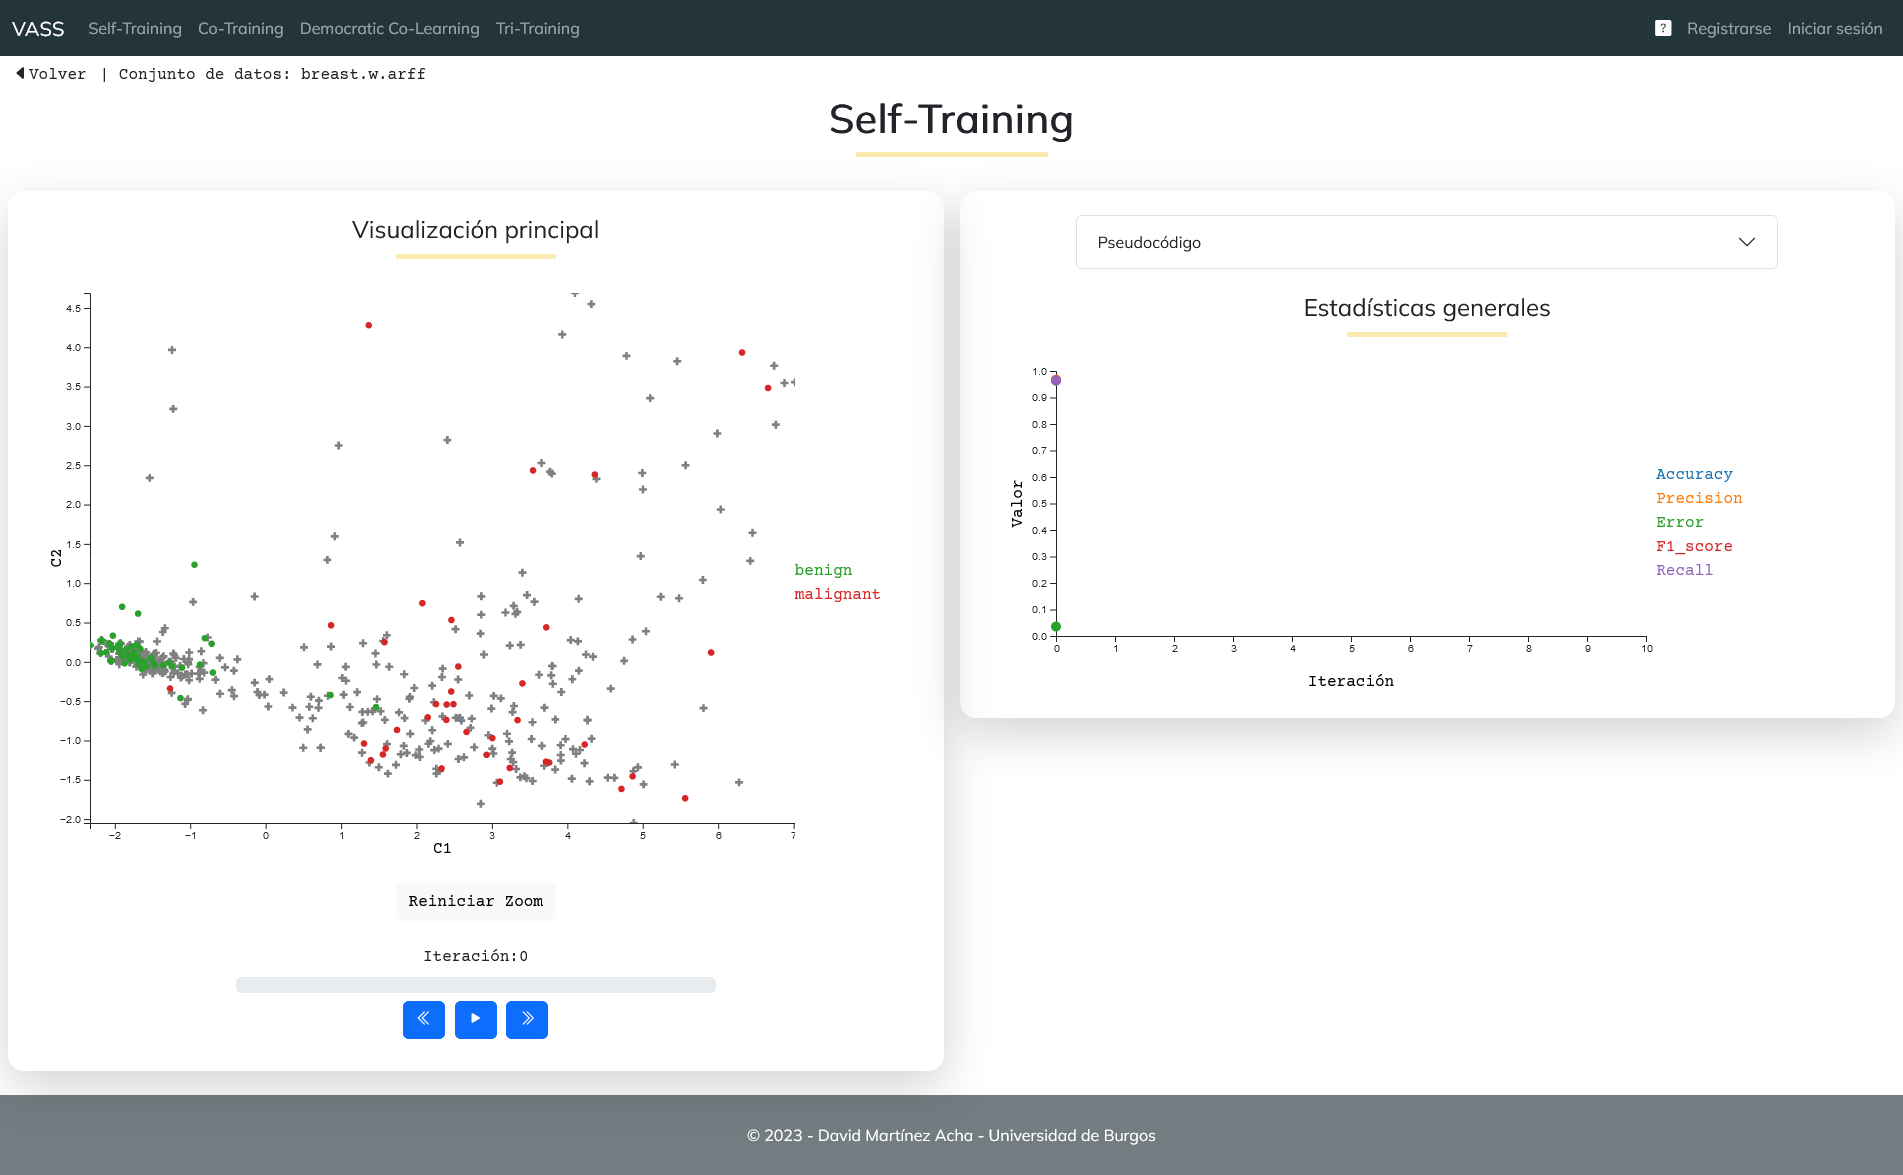 VASS Self-Training Co-Training Democratic Co-Learning Tri-Training ? Registrarse Iniciar sesión
Volver | Conjunto de datos: breast.w.arff
Self-Training
Visualización principal
4.5
4.0
3.5
3.0
2.5
2.0
1.5
1.0
0.5
0.0
−0.5
−1.0
−1.5
−2.0
C2
−2 −1 0 1 2 3 4 5 6 7
C1
benign
malignant
Reiniciar Zoom
Iteración:0
Pseudocódigo
Estadísticas generales
1.0
0.9
0.8
0.7
0.6
0.5
0.4
0.3
0.2
0.1
0.0
Valor
0 1 2 3 4 5 6 7 8 9 10
Iteración
Accuracy
Precision
Error
F1_score
Recall
© 2023 - David Martínez Acha - Universidad de Burgos